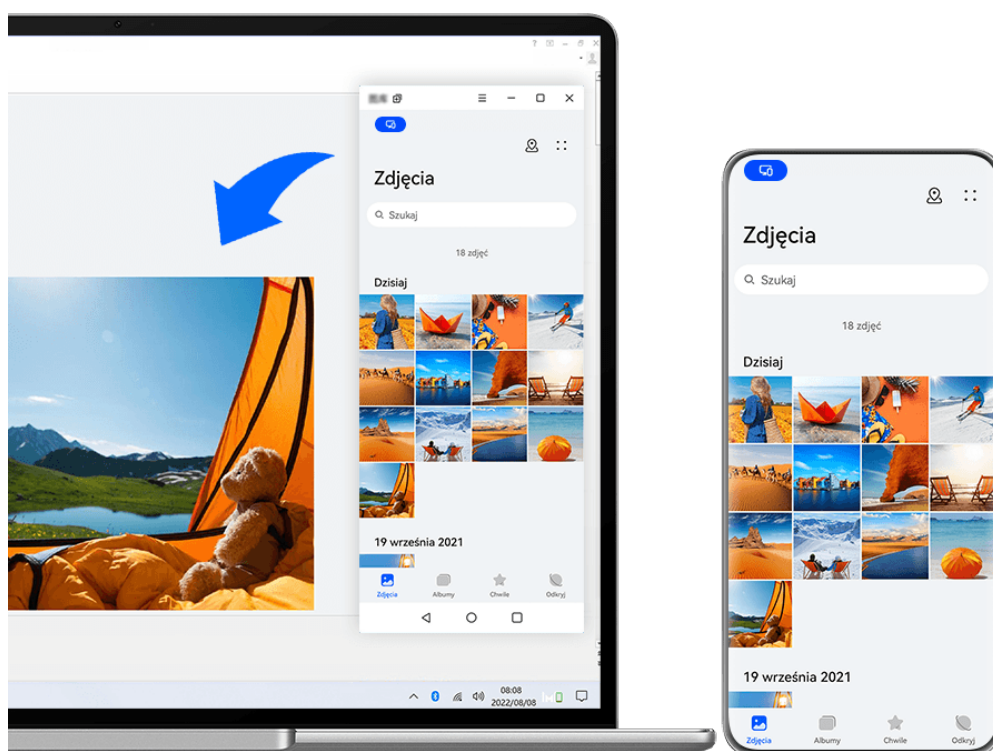 Zdjęcia
Szukaj
18 zdjęć
Dzisiaj
19 września 2021
Zdjęcia
Albumy
Chwile
Odkryj
08:08
2022/08/08
Zdjęcia
Szukaj
18 zdjęć
Dzisiaj
19 września 2021
Zdjęcia
Albumy
Chwile
Odkryj